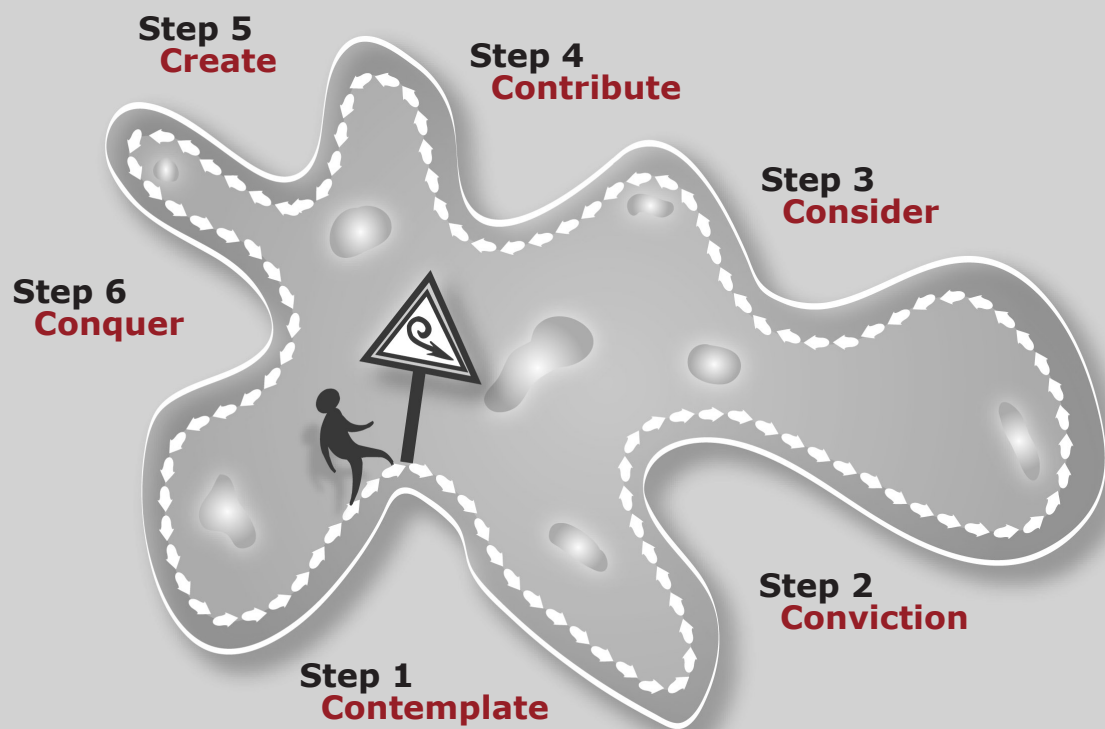 Step 5
Create
Step 4
Contribute
Step 3
Consider
Step 6
Conquer
Step 2
Conviction
Step 1
Contemplate